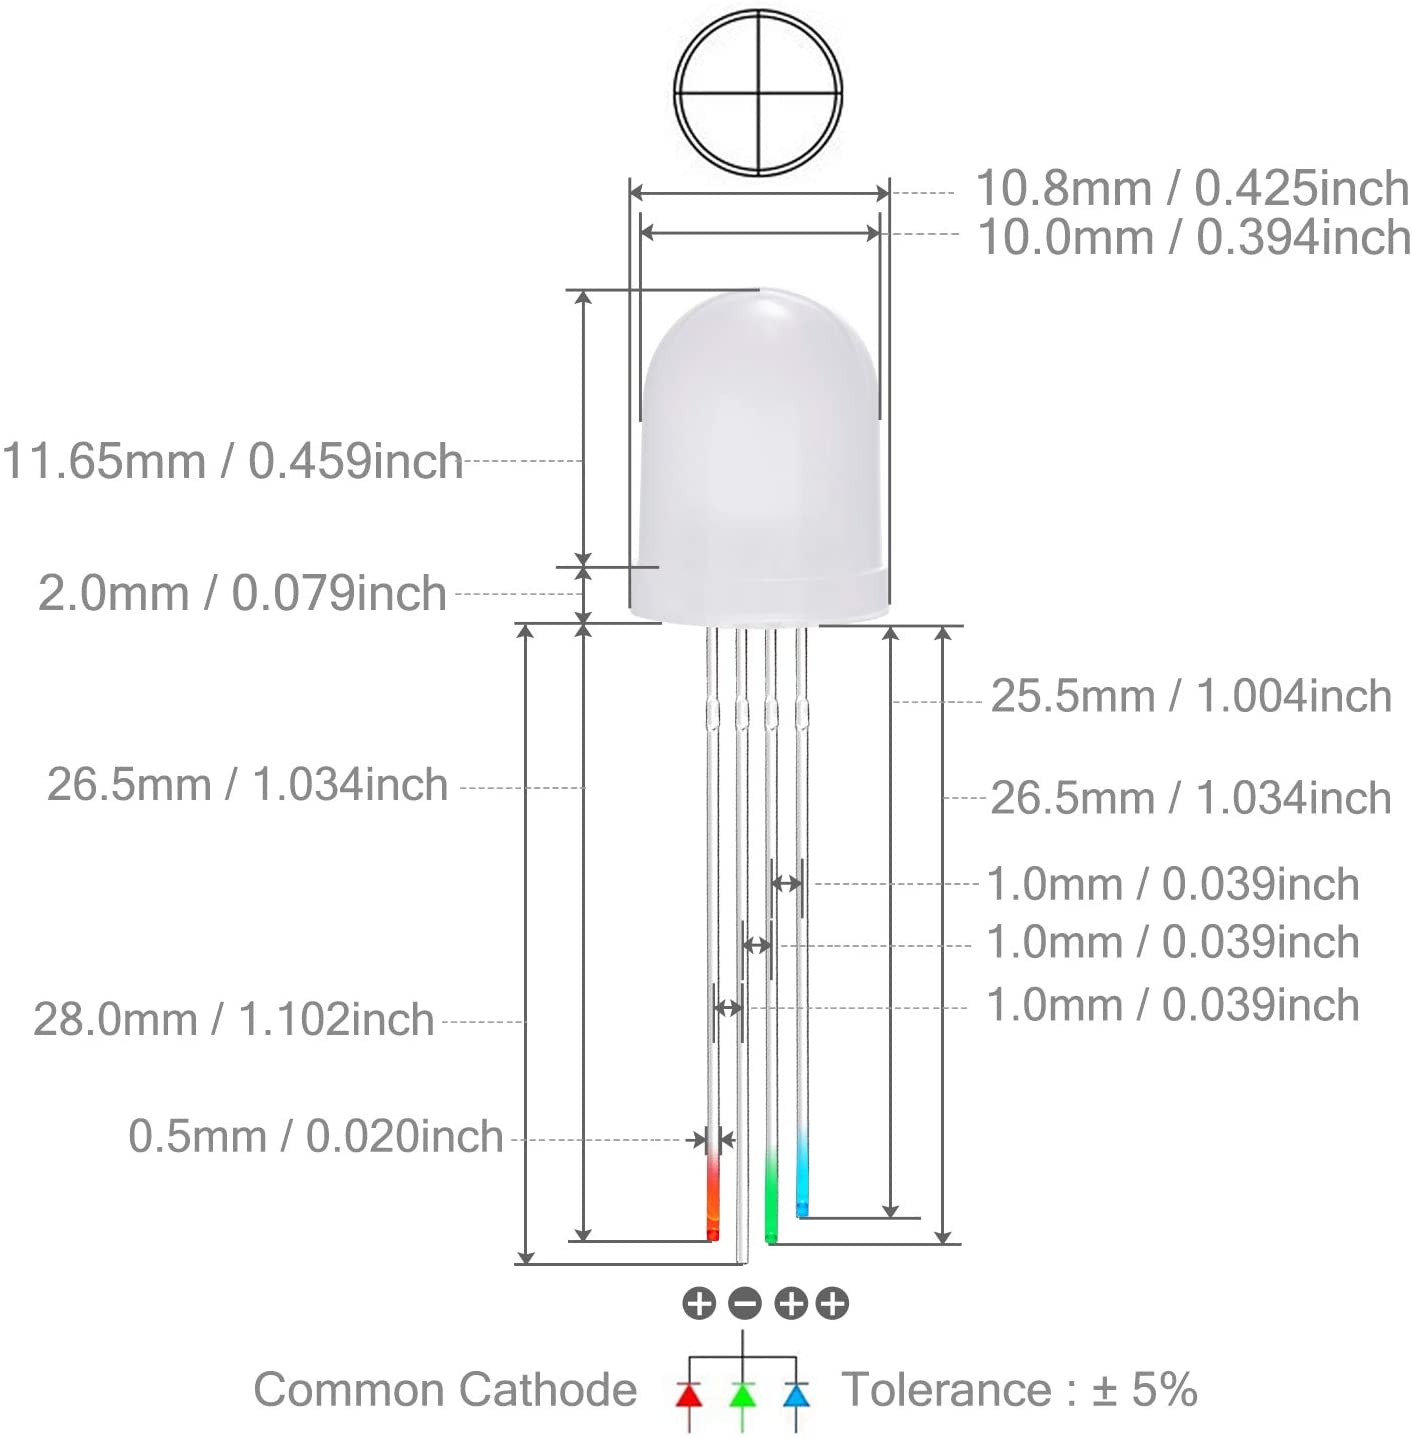 10.8mm / 0.425inch
10.0mm / 0.394inch
11.65mm / 0.459inch
2.0mm / 0.079inch
25.5mm / 1.004inch
26.5mm / 1.034inch
26.5mm / 1.034inch
1.0mm / 0.039inch
1.0mm / 0.039inch
1.0mm / 0.039inch
28.0mm / 1.102inch
0.5mm / 0.020inch
+ − + +
Common Cathode
Tolerance : ± 5%